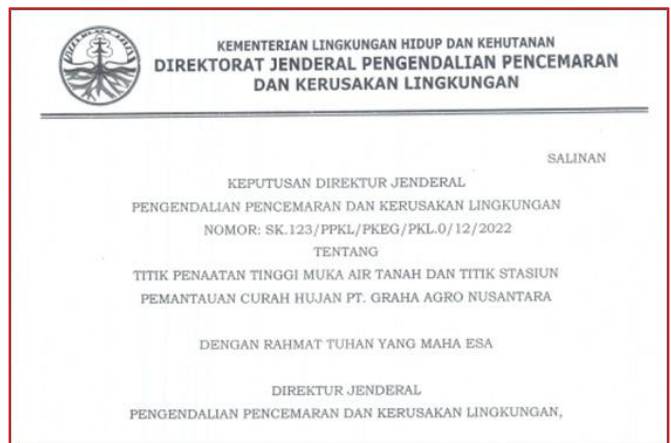 KEMENTERIAN LINGKUNGAN HIDUP DAN KEHUTANAN
DIREKTORAT JENDERAL PENGENDALIAN PENCEMARAN
DAN KERUSAKAN LINGKUNGAN
SALINAN
KEPUTUSAN DIREKTUR JENDERAL
PENGENDALIAN PENCEMARAN DAN KERUSAKAN LINGKUNGAN
NOMOR: SK.123/PPKL/PKEG/PKL.0/12/2022
TENTANG
TITIK PENAATAN TINGGI MUKA AIR TANAH DAN TITIK STASIUN
PEMANTAUAN CURAH HUJAN PT. GRAHA AGRO NUSANTARA
DENGAN RAHMAT TUHAN YANG MAHA ESA
DIREKTUR JENDERAL
PENGENDALIAN PENCEMARAN DAN KERUSAKAN LINGKUNGAN,